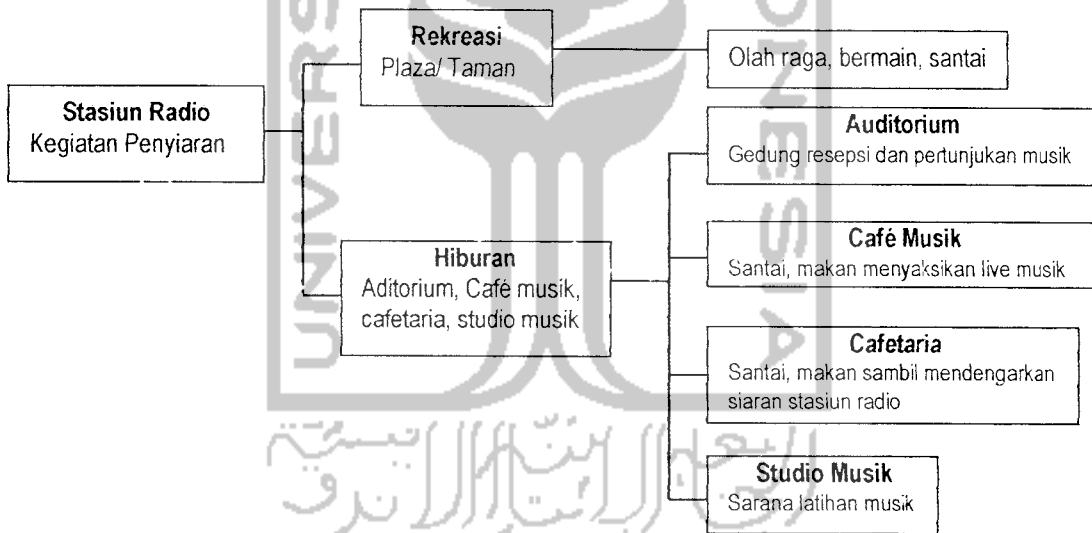 Stasiun Radio
Kegiatan Penyiaran
Rekreasi
Plaza/ Taman
Olah raga, bermain, santai
Hiburan
Aditorium, Café musik,
cafetaria, studio musik
Auditorium
Gedung resepsi dan pertunjukan musik
Café Musik
Santai, makan menyaksikan live musik
Cafetaria
Santai, makan sambil mendengarkan
siaran stasiun radio
Studio Musik
Sarana latihan musik